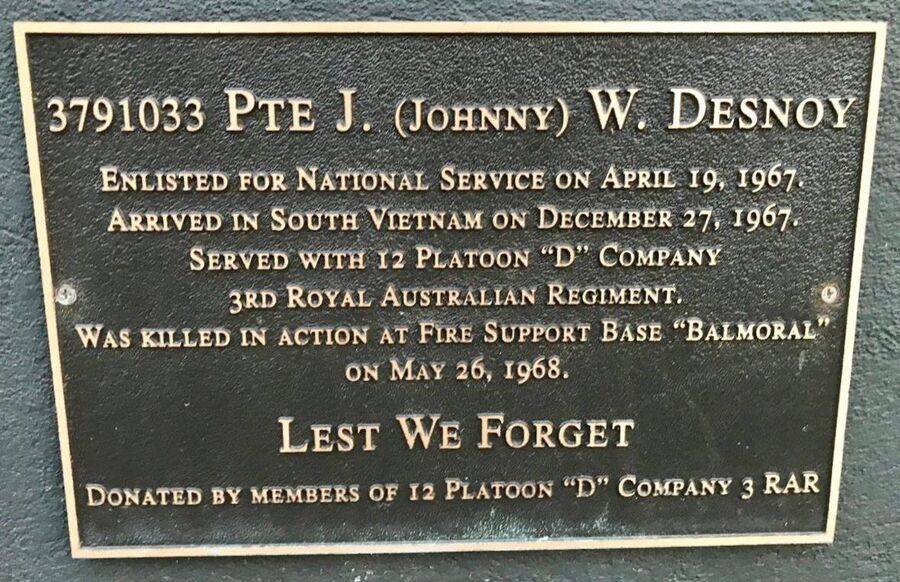 3791033 Pte J. (Johnny) W. Desnoy
Enlisted for National Service on April 19, 1967.
Arrived in South Vietnam on December 27, 1967.
Served with 12 Platoon “D” Company
3rd Royal Australian Regiment.
Was killed in action at Fire Support Base “Balmoral”
on May 26, 1968.
Lest We Forget
Donated by members of 12 Platoon “D” Company 3 RAR